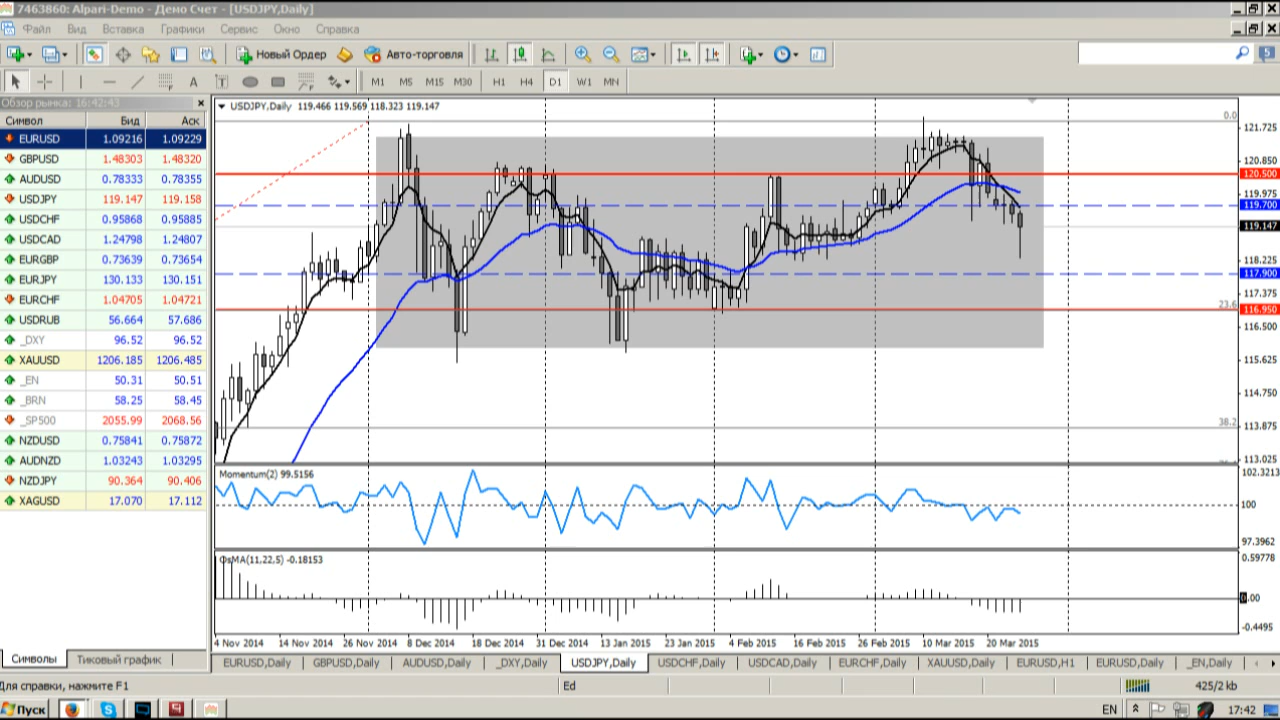 7463860: Alpari-Demo - Демо Счет - [USDJPY,Daily]
Файл Вид Вставка Графики Сервис Окно Справка
Новый Ордер Авто-торговля
5
A T M1 M5 M15 M30 H1 H4 D1 W1 MN
Обзор рынка: 16:42:43
Символ Бид Аск
EURUSD 1.09216 1.09229
GBPUSD 1.48303 1.48320
AUDUSD 0.78333 0.78355
USDJPY 119.147 119.158
USDCHF 0.95868 0.95885
USDCAD 1.24798 1.24807
EURGBP 0.73639 0.73654
EURJPY 130.133 130.151
EURCHF 1.04705 1.04721
USDRUB 56.664 57.686
_DXY 96.52 96.52
XAUUSD 1206.185 1206.485
_EN 50.31 50.51
_BRN 58.25 58.45
_SP500 2055.99 2068.56
NZDUSD 0.75841 0.75872
AUDNZD 1.03243 1.03295
NZDJPY 90.364 90.406
XAGUSD 17.070 17.112
Символы Тиковый график
USDJPY,Daily 119.466 119.569 118.323 119.147
0.0
121.725
120.850
120.500
119.975
119.700
119.147
118.225
117.900
117.375
23.6
116.950
116.500
115.625
114.750
38.2
113.875
113.025
Momentum(2) 99.5156
102.3213
100
97.3962
OsMA(11,22,5) -0.18153
0.59778
0.00
-0.4495
4 Nov 2014 14 Nov 2014 26 Nov 2014 8 Dec 2014 18 Dec 2014 31 Dec 2014 13 Jan 2015 23 Jan 2015 4 Feb 2015 16 Feb 2015 26 Feb 2015 10 Mar 2015 20 Mar 2015
EURUSD,Daily GBPUSD,Daily AUDUSD,Daily _DXY,Daily USDJPY,Daily USDCHF,Daily USDCAD,Daily EURCHF,Daily XAUUSD,Daily EURUSD,H1 EURUSD,Daily _EN,Daily
Для справки, нажмите F1 Ed 425/2 kb
Пуск EN 17:42